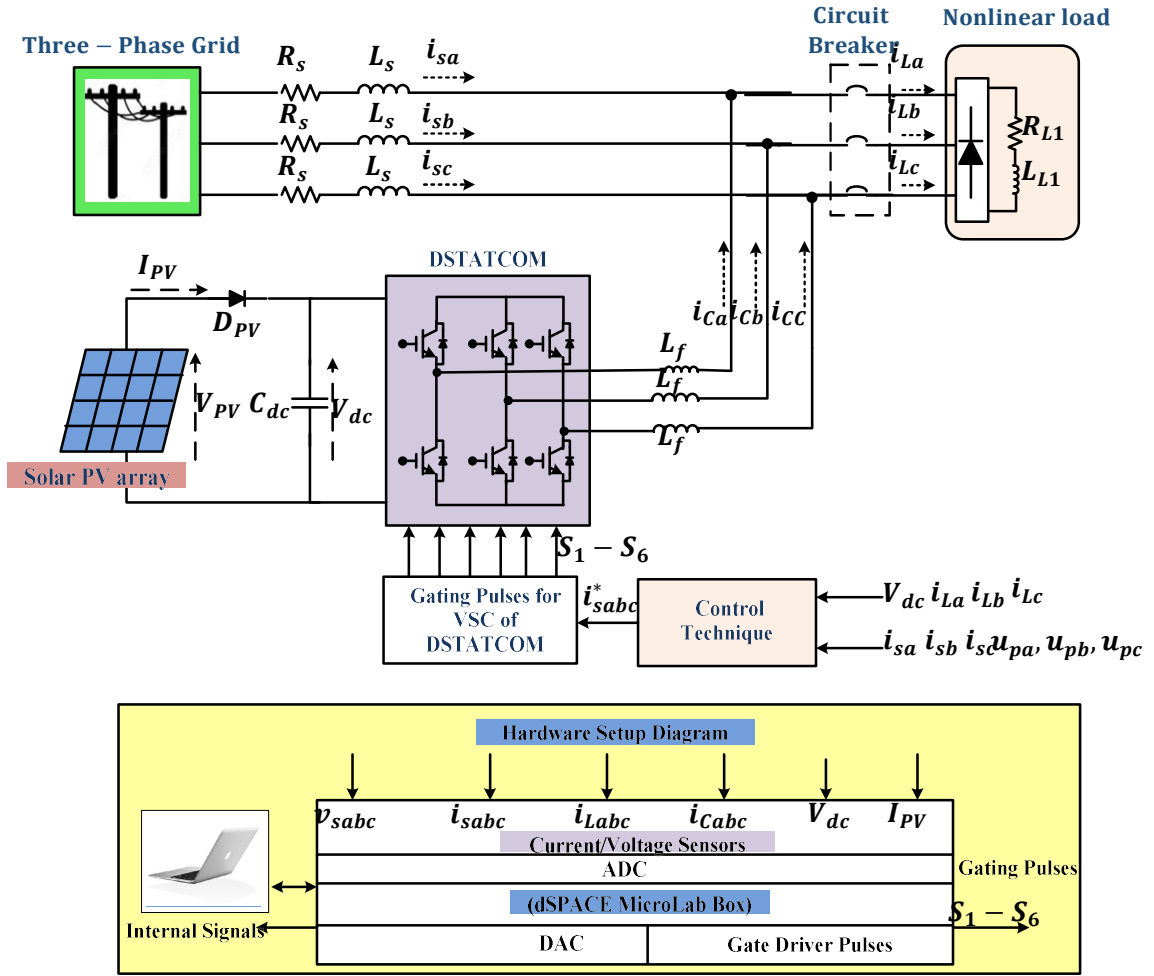 Three − Phase Grid
Circuit
Breaker
Nonlinear load
R_s L_s i_sa
R_s L_s i_sb
R_s L_s i_sc
i_La
i_Lb
i_Lc
R_L1
L_L1
DSTATCOM
I_PV
D_PV
V_PV C_dc V_dc
Solar PV array
i_Ca i_Cb i_CC
L_f
L_f
L_f
S_1 − S_6
Gating Pulses for
VSC of
DSTATCOM
i*_sabc
Control
Technique
V_dc i_La i_Lb i_Lc
i_sa i_sb i_sc u_pa, u_pb, u_pc
Hardware Setup Diagram
v_sabc i_sabc i_Labc i_Cabc V_dc I_PV
Current/Voltage Sensors
ADC
Gating Pulses
(dSPACE MicroLab Box)
S_1 − S_6
Internal Signals
DAC Gate Driver Pulses